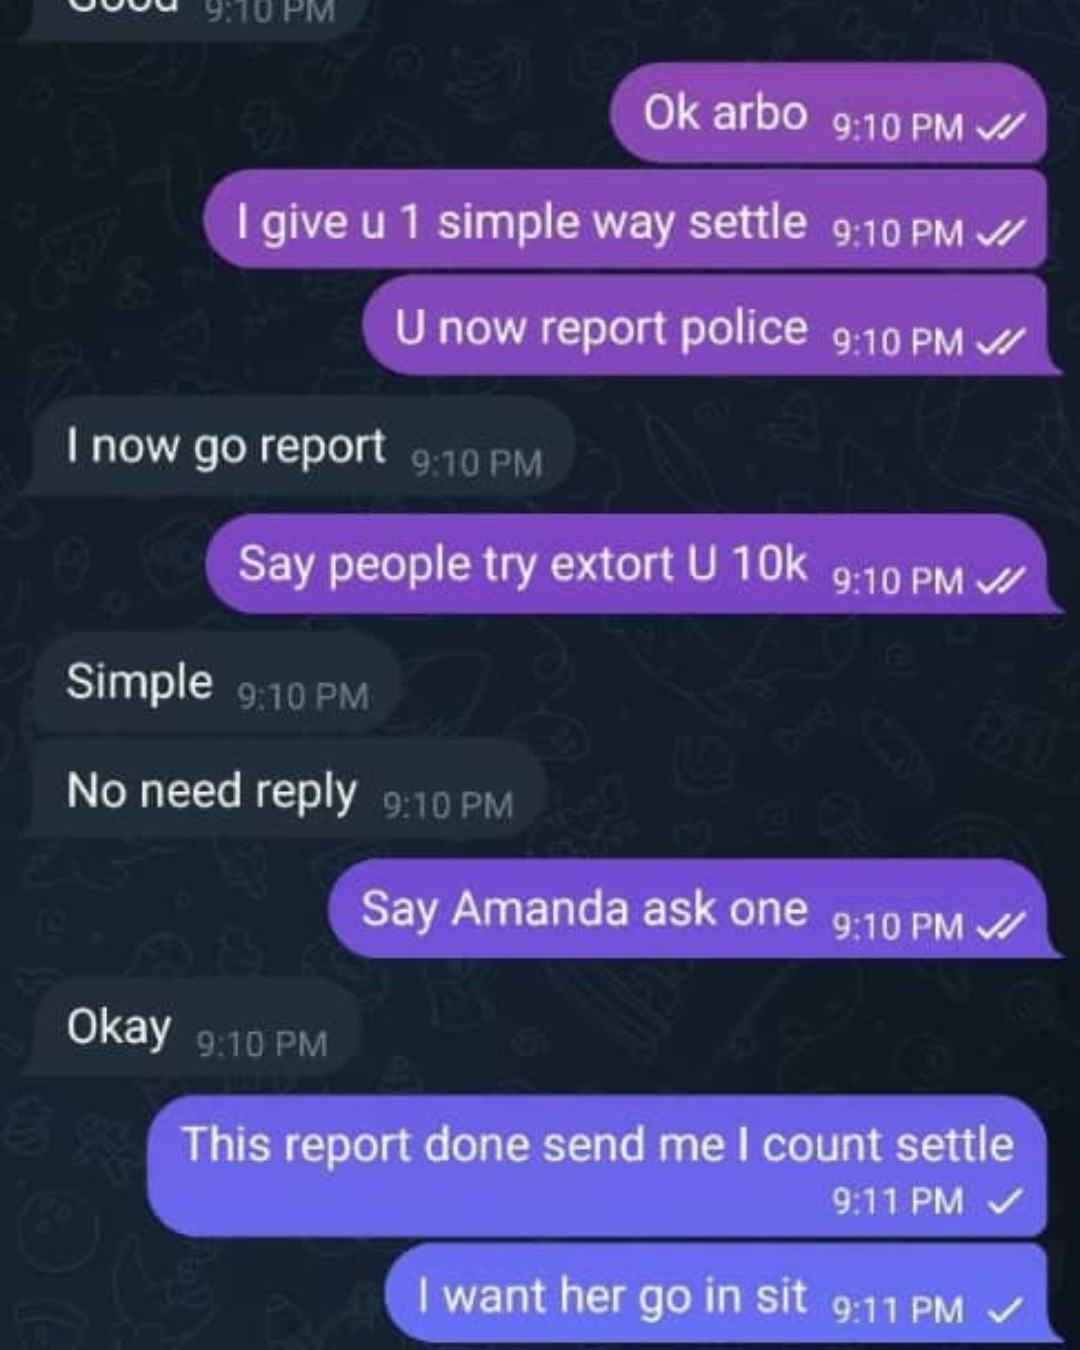 Good 9:10 PM
Ok arbo 9:10 PM
I give u 1 simple way settle 9:10 PM
U now report police 9:10 PM
I now go report 9:10 PM
Say people try extort U 10k 9:10 PM
Simple 9:10 PM
No need reply 9:10 PM
Say Amanda ask one 9:10 PM
Okay 9:10 PM
This report done send me I count settle
9:11 PM
I want her go in sit 9:11 PM